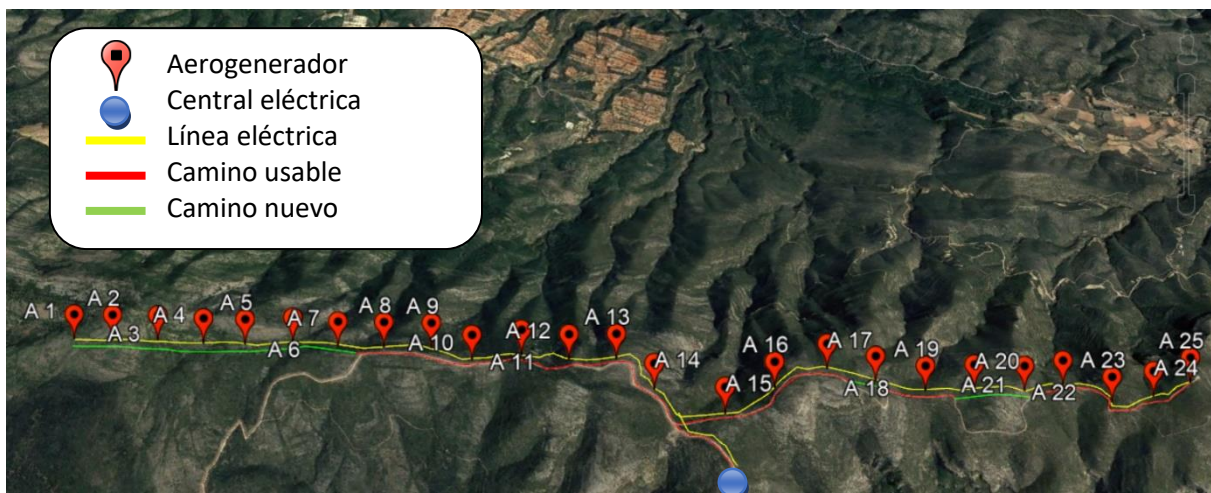 Aerogenerador
Central eléctrica
Línea eléctrica
Camino usable
Camino nuevo
A 1
A 2
A 3
A 4
A 5
A 6
A 7
A 8
A 9
A 10
A 11
A 12
A 13
A 14
A 15
A 16
A 17
A 18
A 19
A 20
A 21
A 22
A 23
A 24
A 25